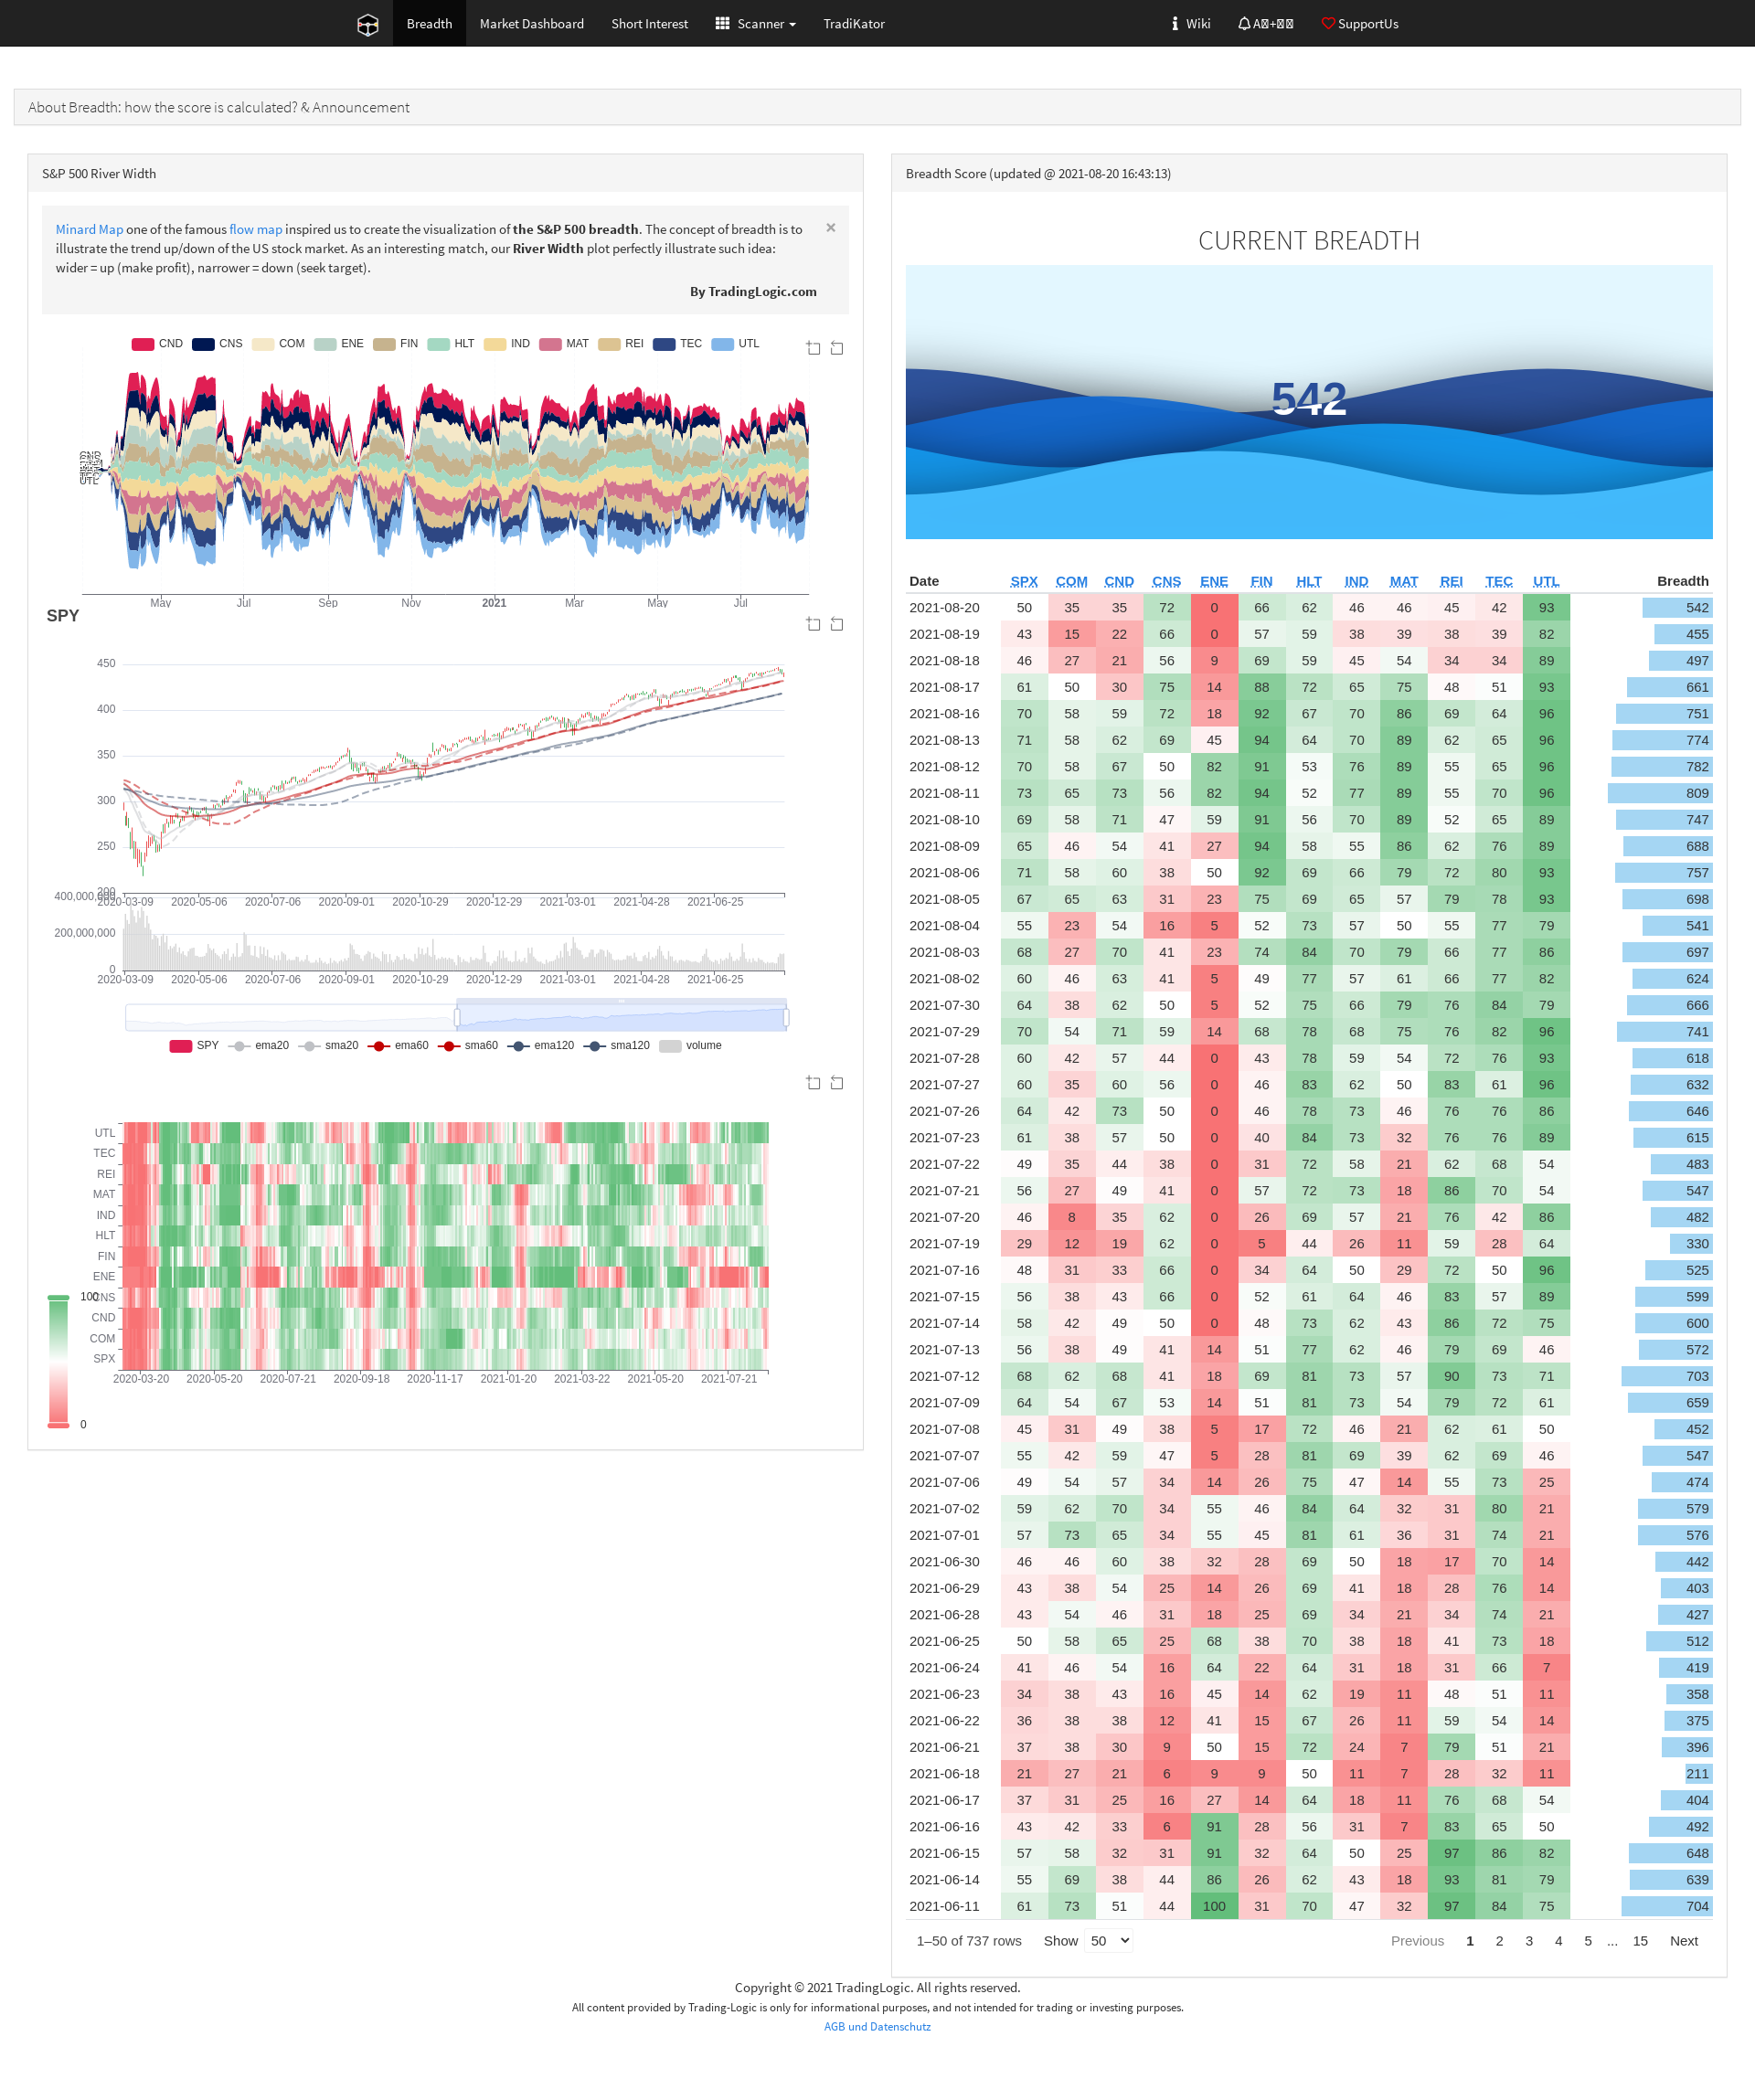 Breadth Market Dashboard Short Interest Scanner TradiKator Wiki SupportUs
About Breadth: how the score is calculated? & Announcement
S&P 500 River Width
Minard Map one of the famous flow map inspired us to create the visualization of the S&P 500 breadth. The concept of breadth is to
illustrate the trend up/down of the US stock market. As an interesting match, our River Width plot perfectly illustrate such idea:
wider = up (make profit), narrower = down (seek target).
×
By TradingLogic.com
CND CNS COM ENE FIN HLT IND MAT REI TEC UTL
UTL
May Jul Sep Nov 2021 Mar May Jul
SPY
450
400
350
300
250
200
2020-03-09 2020-05-06 2020-07-06 2020-09-01 2020-10-29 2020-12-29 2021-03-01 2021-04-28 2021-06-25
400,000,000
200,000,000
0
2020-03-09 2020-05-06 2020-07-06 2020-09-01 2020-10-29 2020-12-29 2021-03-01 2021-04-28 2021-06-25
SPY ema20 sma20 ema60 sma60 ema120 sma120 volume
UTL
TEC
REI
MAT
IND
HLT
FIN
ENE
CNS
CND
COM
SPX
100
0
2020-03-20 2020-05-20 2020-07-21 2020-09-18 2020-11-17 2021-01-20 2021-03-22 2021-05-20 2021-07-21
Breadth Score (updated @ 2021-08-20 16:43:13)
CURRENT BREADTH
542
Date SPX COM CND CNS ENE FIN HLT IND MAT REI TEC UTL Breadth
2021-08-20 50 35 35 72 0 66 62 46 46 45 42 93 542
2021-08-19 43 15 22 66 0 57 59 38 39 38 39 82 455
2021-08-18 46 27 21 56 9 69 59 45 54 34 34 89 497
2021-08-17 61 50 30 75 14 88 72 65 75 48 51 93 661
2021-08-16 70 58 59 72 18 92 67 70 86 69 64 96 751
2021-08-13 71 58 62 69 45 94 64 70 89 62 65 96 774
2021-08-12 70 58 67 50 82 91 53 76 89 55 65 96 782
2021-08-11 73 65 73 56 82 94 52 77 89 55 70 96 809
2021-08-10 69 58 71 47 59 91 56 70 89 52 65 89 747
2021-08-09 65 46 54 41 27 94 58 55 86 62 76 89 688
2021-08-06 71 58 60 38 50 92 69 66 79 72 80 93 757
2021-08-05 67 65 63 31 23 75 69 65 57 79 78 93 698
2021-08-04 55 23 54 16 5 52 73 57 50 55 77 79 541
2021-08-03 68 27 70 41 23 74 84 70 79 66 77 86 697
2021-08-02 60 46 63 41 5 49 77 57 61 66 77 82 624
2021-07-30 64 38 62 50 5 52 75 66 79 76 84 79 666
2021-07-29 70 54 71 59 14 68 78 68 75 76 82 96 741
2021-07-28 60 42 57 44 0 43 78 59 54 72 76 93 618
2021-07-27 60 35 60 56 0 46 83 62 50 83 61 96 632
2021-07-26 64 42 73 50 0 46 78 73 46 76 76 86 646
2021-07-23 61 38 57 50 0 40 84 73 32 76 76 89 615
2021-07-22 49 35 44 38 0 31 72 58 21 62 68 54 483
2021-07-21 56 27 49 41 0 57 72 73 18 86 70 54 547
2021-07-20 46 8 35 62 0 26 69 57 21 76 42 86 482
2021-07-19 29 12 19 62 0 5 44 26 11 59 28 64 330
2021-07-16 48 31 33 66 0 34 64 50 29 72 50 96 525
2021-07-15 56 38 43 66 0 52 61 64 46 83 57 89 599
2021-07-14 58 42 49 50 0 48 73 62 43 86 72 75 600
2021-07-13 56 38 49 41 14 51 77 62 46 79 69 46 572
2021-07-12 68 62 68 41 18 69 81 73 57 90 73 71 703
2021-07-09 64 54 67 53 14 51 81 73 54 79 72 61 659
2021-07-08 45 31 49 38 5 17 72 46 21 62 61 50 452
2021-07-07 55 42 59 47 5 28 81 69 39 62 69 46 547
2021-07-06 49 54 57 34 14 26 75 47 14 55 73 25 474
2021-07-02 59 62 70 34 55 46 84 64 32 31 80 21 579
2021-07-01 57 73 65 34 55 45 81 61 36 31 74 21 576
2021-06-30 46 46 60 38 32 28 69 50 18 17 70 14 442
2021-06-29 43 38 54 25 14 26 69 41 18 28 76 14 403
2021-06-28 43 54 46 31 18 25 69 34 21 34 74 21 427
2021-06-25 50 58 65 25 68 38 70 38 18 41 73 18 512
2021-06-24 41 46 54 16 64 22 64 31 18 31 66 7 419
2021-06-23 34 38 43 16 45 14 62 19 11 48 51 11 358
2021-06-22 36 38 38 12 41 15 67 26 11 59 54 14 375
2021-06-21 37 38 30 9 50 15 72 24 7 79 51 21 396
2021-06-18 21 27 21 6 9 9 50 11 7 28 32 11 211
2021-06-17 37 31 25 16 27 14 64 18 11 76 68 54 404
2021-06-16 43 42 33 6 91 28 56 31 7 83 65 50 492
2021-06-15 57 58 32 31 91 32 64 50 25 97 86 82 648
2021-06-14 55 69 38 44 86 26 62 43 18 93 81 79 639
2021-06-11 61 73 51 44 100 31 70 47 32 97 84 75 704
1–50 of 737 rows Show 50 Previous 1 2 3 4 5 ... 15 Next
Copyright © 2021 TradingLogic. All rights reserved.
All content provided by Trading-Logic is only for informational purposes, and not intended for trading or investing purposes.
AGB und Datenschutz